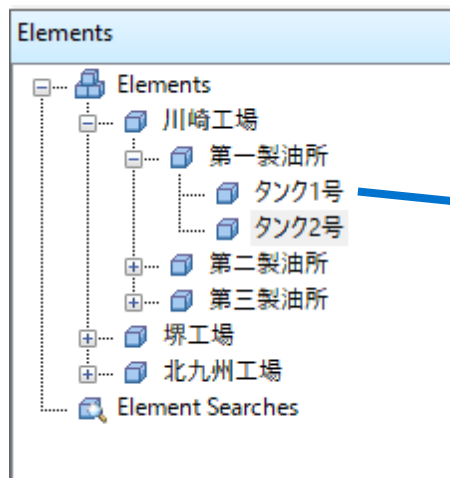 Elements
Elements
川崎工場
第一製油所
タンク1号
タンク2号
第二製油所
第三製油所
堺工場
北九州工場
Element Searches